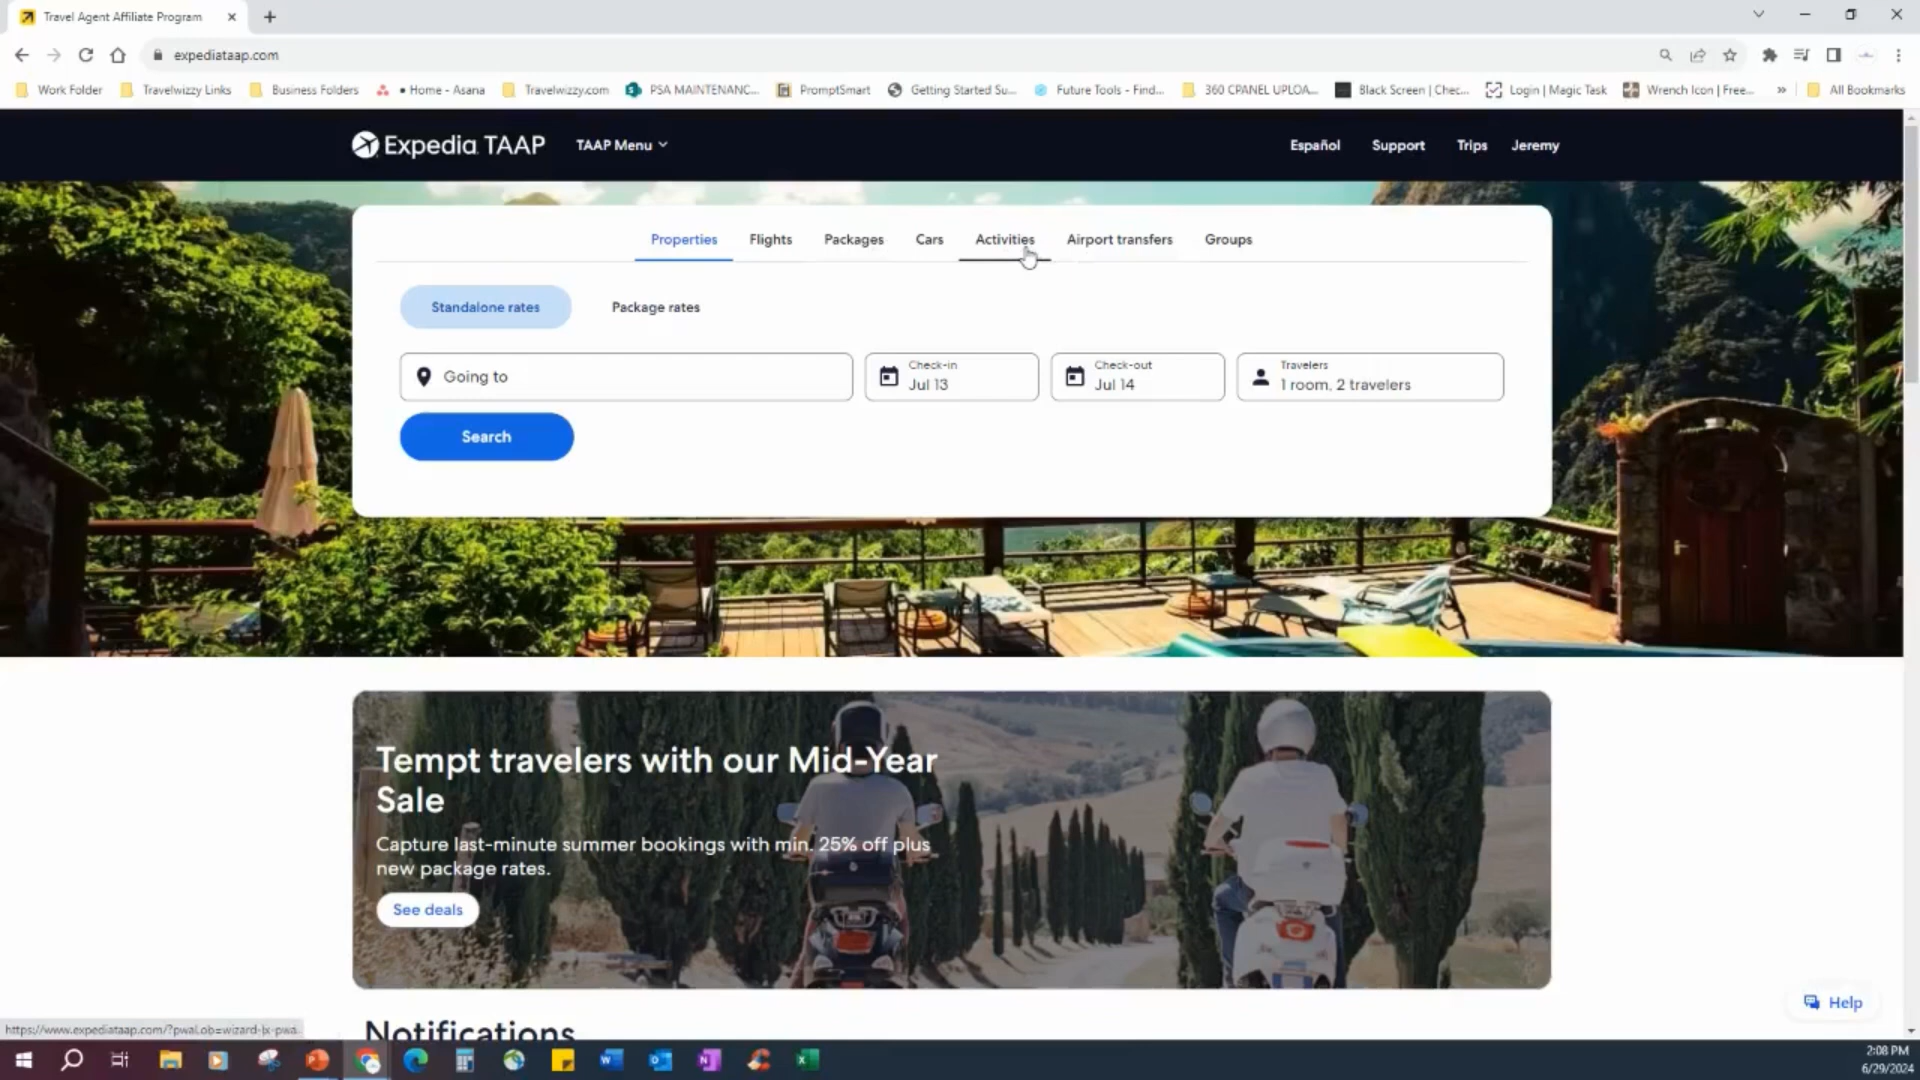 Travel Agent Affiliate Program
expediataap.com
Work Folder Travelwizzy Links Business Folders • Home - Asana Travelwizzy.com PSA MAINTENANC... PromptSmart Getting Started Su... Future Tools - Find... 360 CPANEL UPLOA... Black Screen | Chec... Login | Magic Task Wrench Icon | Free... » All Bookmarks
Expedia TAAP TAAP Menu Español Support Trips Jeremy
Properties Flights Packages Cars Activities Airport transfers Groups
Standalone rates Package rates
Going to
Check-in
Jul 13
Check-out
Jul 14
Travelers
1 room, 2 travelers
Search
Tempt travelers with our Mid-Year
Sale
Capture last-minute summer bookings with min. 25% off plus
new package rates.
See deals
Help
Notifications
https://www.expediataap.com/?pwaLob=wizard-lx-pwa...
2:08 PM
6/29/2024